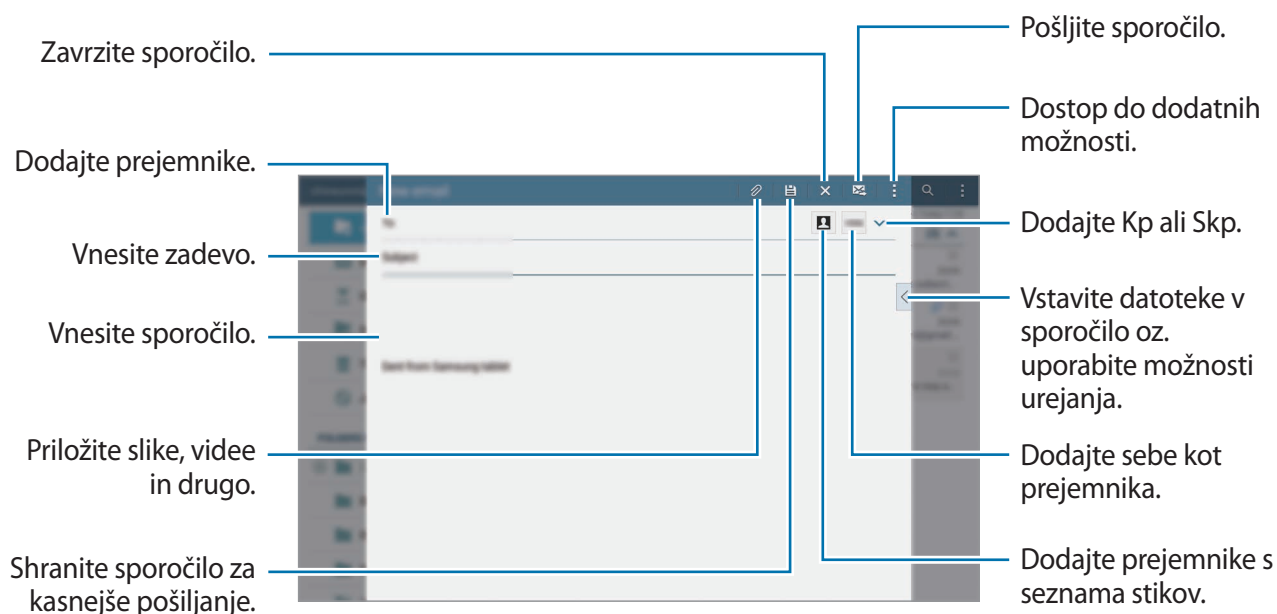 Zavrzite sporočilo.
Dodajte prejemnike.
Vnesite zadevo.
Vnesite sporočilo.
Priložite slike, videe
in drugo.
Shranite sporočilo za
kasnejše pošiljanje.
Pošljite sporočilo.
Dostop do dodatnih
možnosti.
Dodajte Kp ali Skp.
Vstavite datoteke v
sporočilo oz.
uporabite možnosti
urejanja.
Dodajte sebe kot
prejemnika.
Dodajte prejemnike s
seznama stikov.
To
Subject
Sent from Samsung tablet